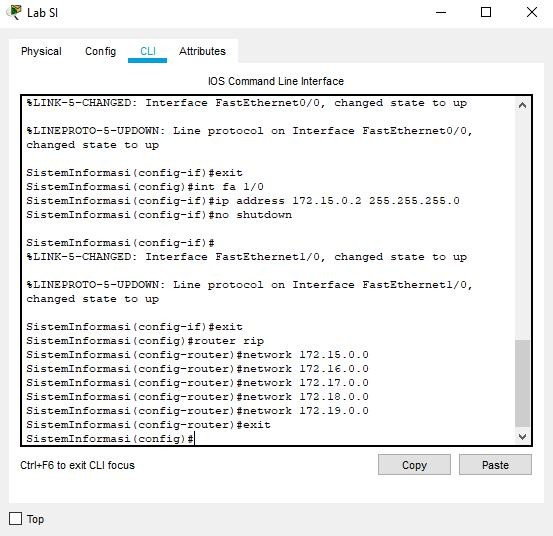 Lab SI
Physical Config CLI Attributes
IOS Command Line Interface
%LINK-5-CHANGED: Interface FastEthernet0/0, changed state to up
%LINEPROTO-5-UPDOWN: Line protocol on Interface FastEthernet0/0,
changed state to up
SistemInformasi(config-if)#exit
SistemInformasi(config)#int fa 1/0
SistemInformasi(config-if)#ip address 172.15.0.2 255.255.255.0
SistemInformasi(config-if)#no shutdown
SistemInformasi(config-if)#
%LINK-5-CHANGED: Interface FastEthernet1/0, changed state to up
%LINEPROTO-5-UPDOWN: Line protocol on Interface FastEthernet1/0,
changed state to up
SistemInformasi(config-if)#exit
SistemInformasi(config)#router rip
SistemInformasi(config-router)#network 172.15.0.0
SistemInformasi(config-router)#network 172.16.0.0
SistemInformasi(config-router)#network 172.17.0.0
SistemInformasi(config-router)#network 172.18.0.0
SistemInformasi(config-router)#network 172.19.0.0
SistemInformasi(config-router)#exit
SistemInformasi(config)#
Ctrl+F6 to exit CLI focus
Copy Paste
Top